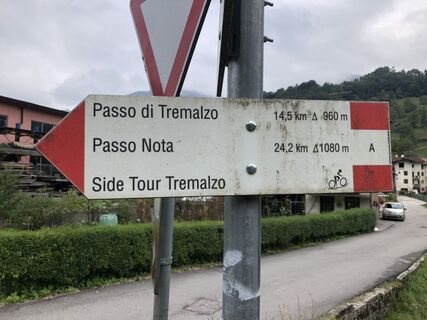 Passo di Tremalzo 14,5 km Δ 960 m
Passo Nota 24,2 km Δ1080 m A
Side Tour Tremalzo